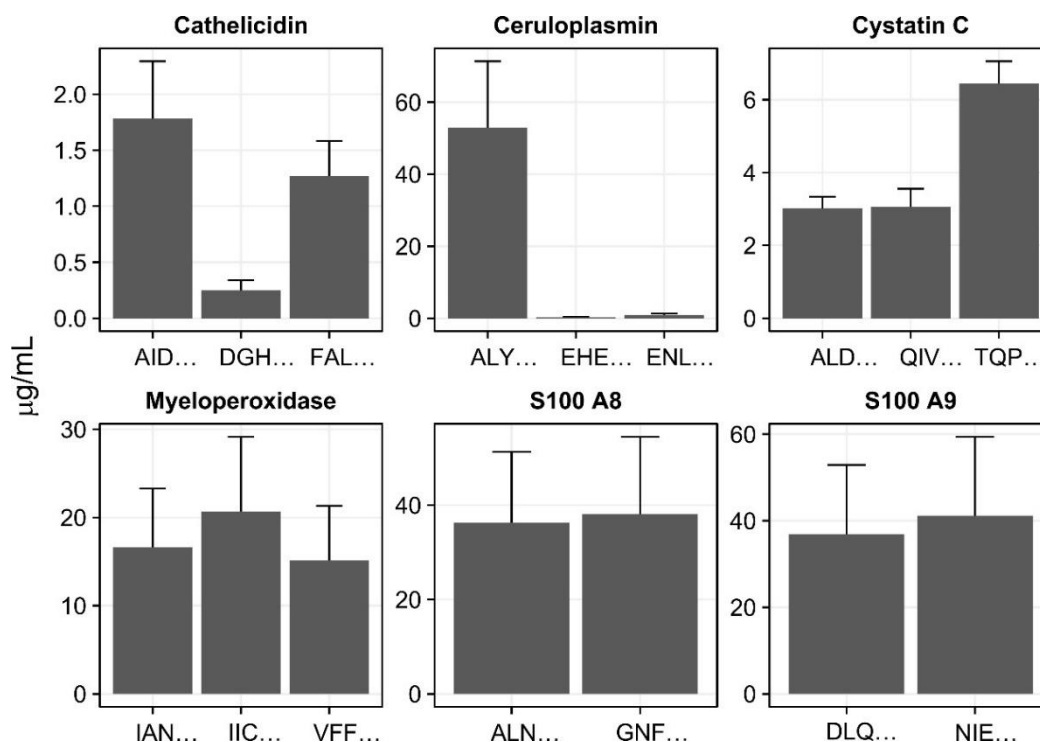 Cathelicidin
Ceruloplasmin
Cystatin C
µg/mL
2.0
1.5
1.0
0.5
0.0
AID... DGH... FAL...
60
40
20
0
ALY... EHE... ENL...
6
4
2
0
ALD... QIV... TQP...
Myeloperoxidase
S100 A8
S100 A9
30
20
10
0
IAN... IIC... VFF...
40
20
0
ALN... GNF...
60
40
20
0
DLQ... NIE...